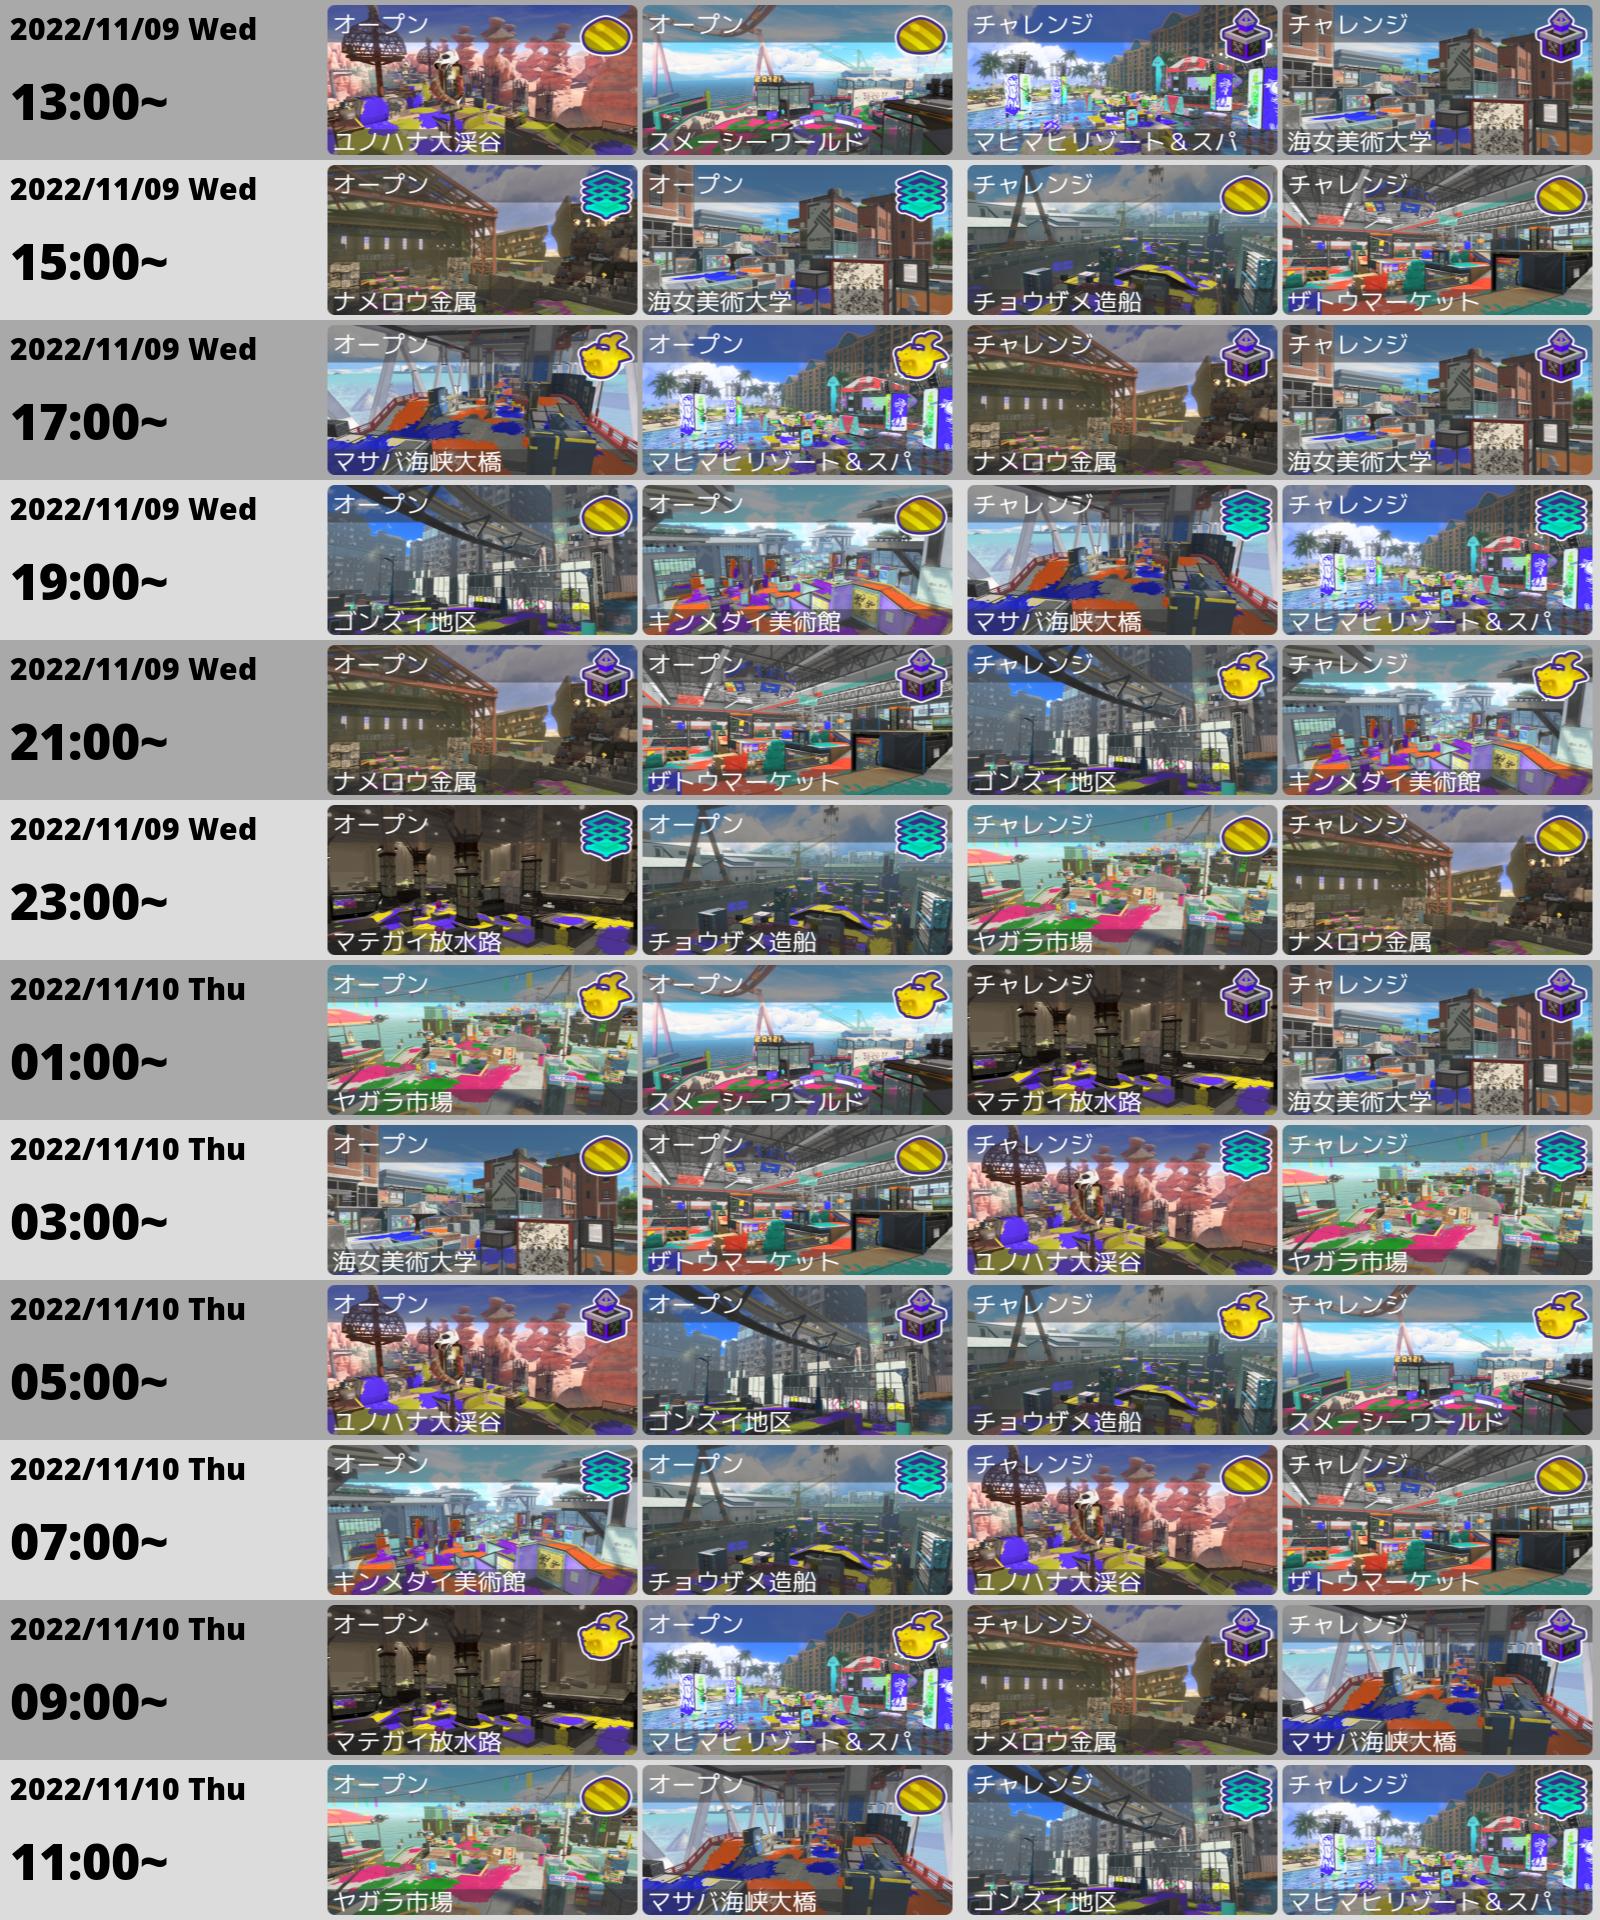 2022/11/09 Wed
13:00~
オープン
ユノハナ大渓谷
オープン
スメーシーワールド
チャレンジ
マヒマヒリゾート&スパ
チャレンジ
海女美術大学
2022/11/09 Wed
15:00~
オープン
ナメロウ金属
オープン
海女美術大学
チャレンジ
チョウザメ造船
チャレンジ
ザトウマーケット
2022/11/09 Wed
17:00~
オープン
マサバ海峡大橋
オープン
マヒマヒリゾート&スパ
チャレンジ
ナメロウ金属
チャレンジ
海女美術大学
2022/11/09 Wed
19:00~
オープン
ゴンズイ地区
オープン
キンメダイ美術館
チャレンジ
マサバ海峡大橋
チャレンジ
マヒマヒリゾート&スパ
2022/11/09 Wed
21:00~
オープン
ナメロウ金属
オープン
ザトウマーケット
チャレンジ
ゴンズイ地区
チャレンジ
キンメダイ美術館
2022/11/09 Wed
23:00~
オープン
マテガイ放水路
オープン
チョウザメ造船
チャレンジ
ヤガラ市場
チャレンジ
ナメロウ金属
2022/11/10 Thu
01:00~
オープン
ヤガラ市場
オープン
スメーシーワールド
チャレンジ
マテガイ放水路
チャレンジ
海女美術大学
2022/11/10 Thu
03:00~
オープン
海女美術大学
オープン
ザトウマーケット
チャレンジ
ユノハナ大渓谷
チャレンジ
ヤガラ市場
2022/11/10 Thu
05:00~
オープン
ユノハナ大渓谷
オープン
ゴンズイ地区
チャレンジ
チョウザメ造船
チャレンジ
スメーシーワールド
2022/11/10 Thu
07:00~
オープン
キンメダイ美術館
オープン
チョウザメ造船
チャレンジ
ユノハナ大渓谷
チャレンジ
ザトウマーケット
2022/11/10 Thu
09:00~
オープン
マテガイ放水路
オープン
マヒマヒリゾート&スパ
チャレンジ
ナメロウ金属
チャレンジ
マサバ海峡大橋
2022/11/10 Thu
11:00~
オープン
ヤガラ市場
オープン
マサバ海峡大橋
チャレンジ
ゴンズイ地区
チャレンジ
マヒマヒリゾート&スパ